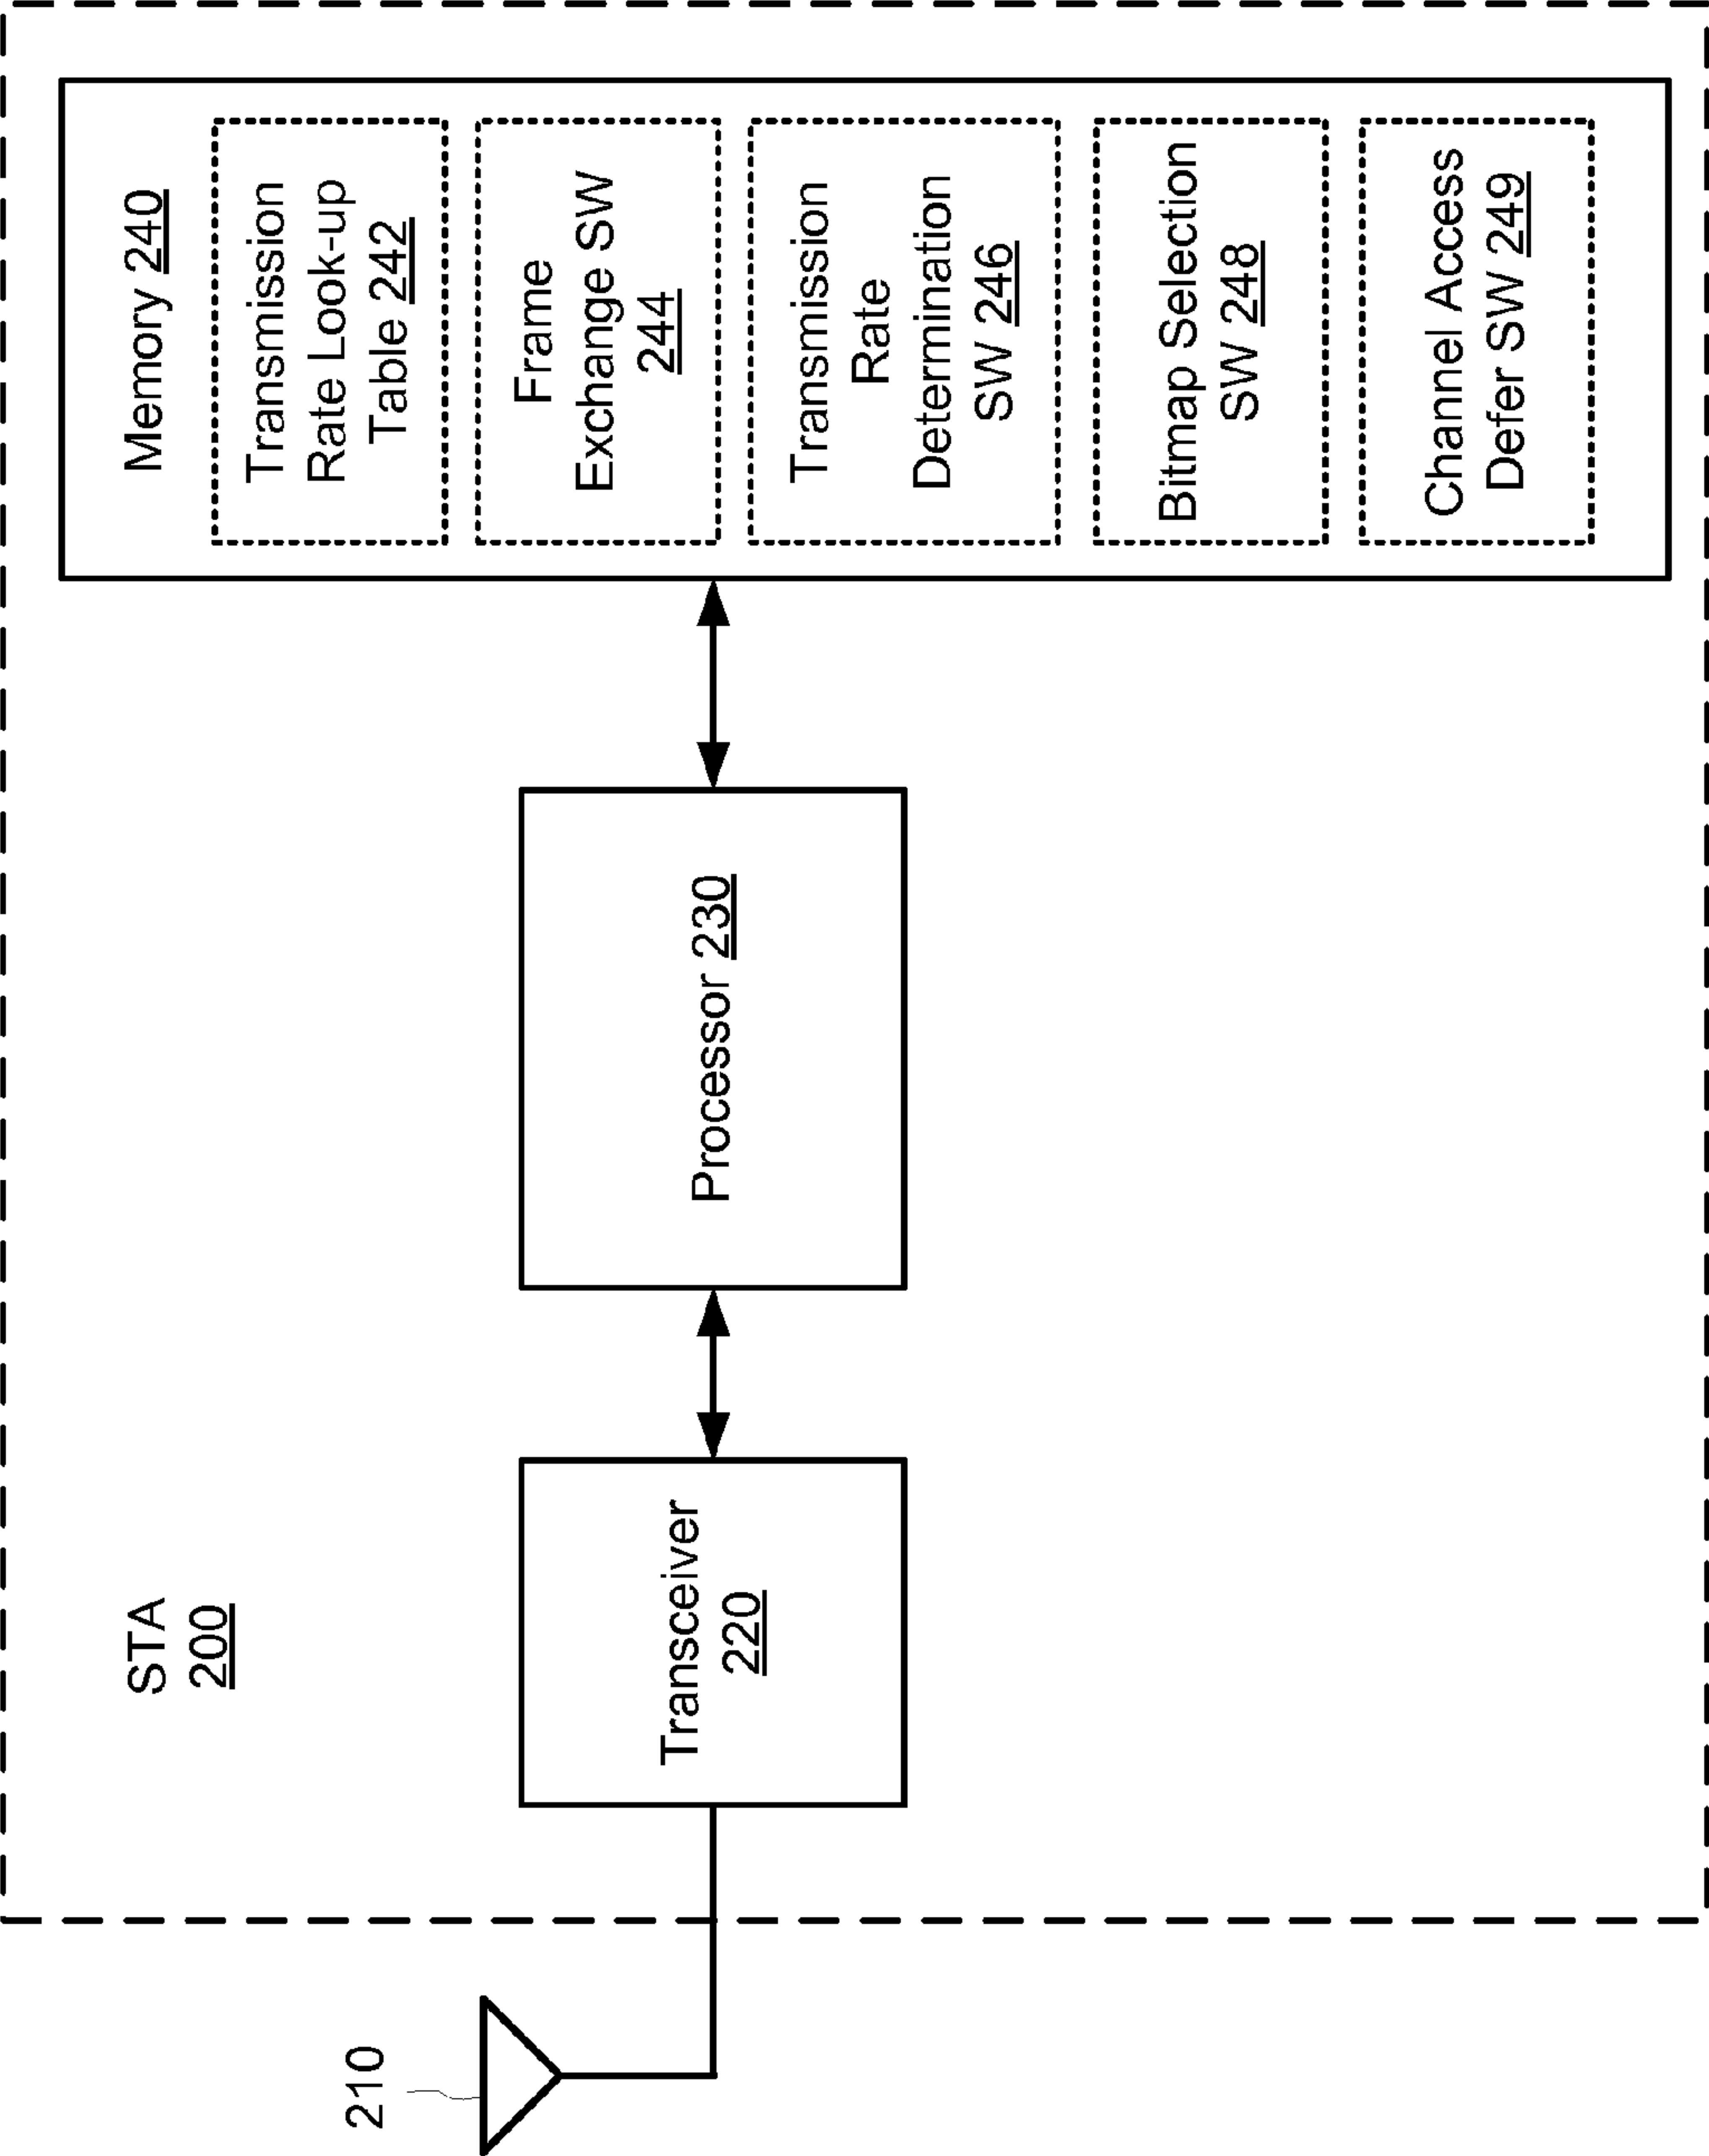 210
STA
200
Transceiver
220
Processor 230
Memory 240
Transmission
Rate Look-up
Table 242
Frame
Exchange SW
244
Transmission
Rate
Determination
SW 246
Bitmap Selection
SW 248
Channel Access
Defer SW 249